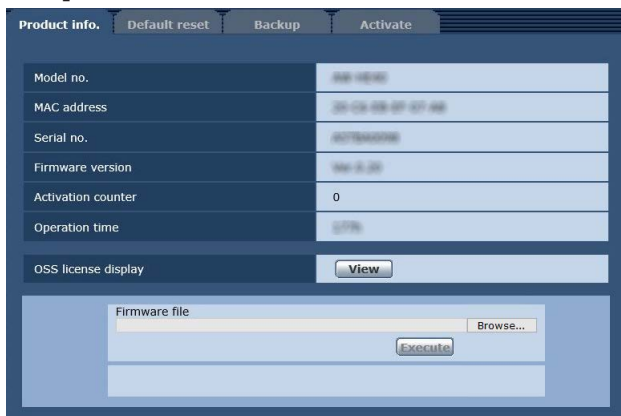 Product info. Default reset Backup Activate
Model no.
MAC address
Serial no.
Firmware version
Activation counter 0
Operation time
OSS license display View
Firmware file
Browse...
Execute